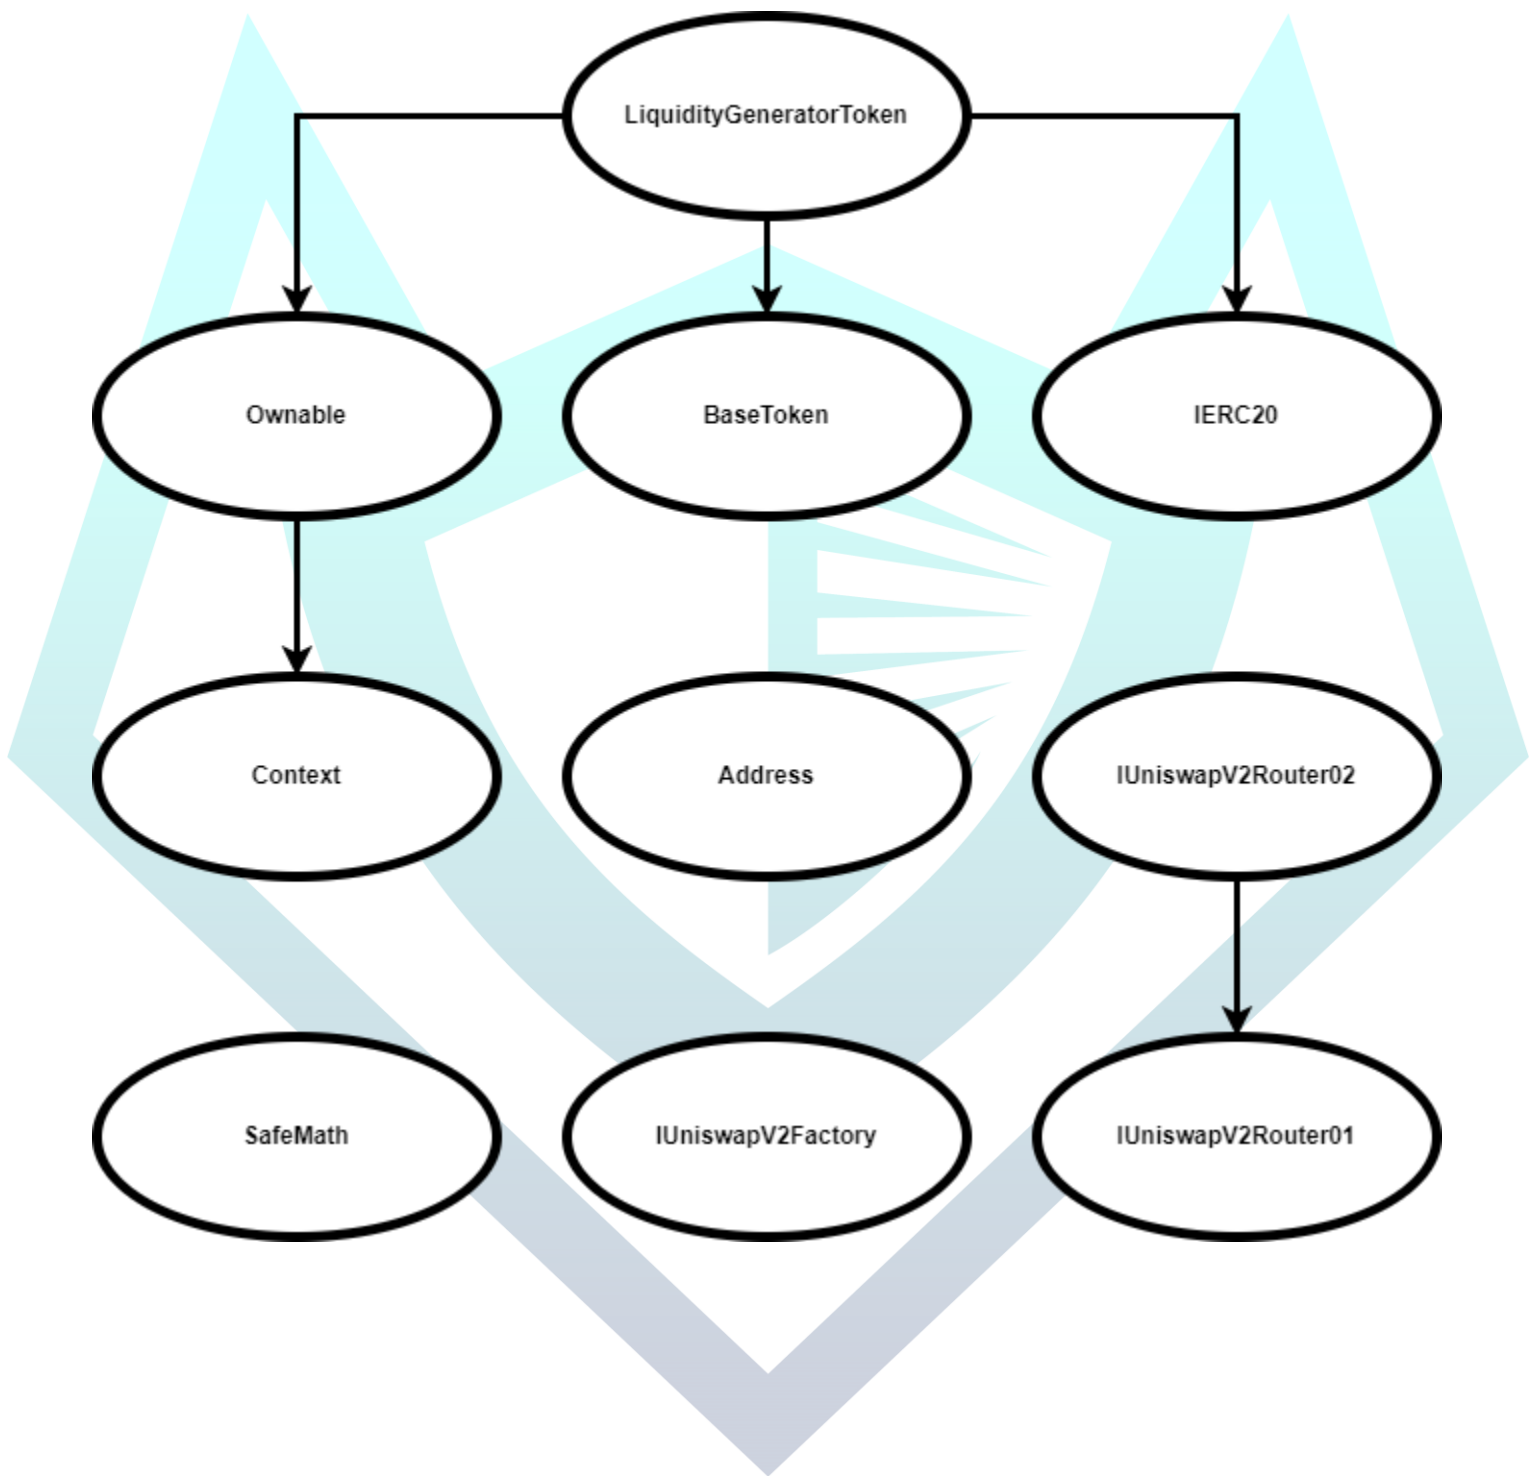 LiquidityGeneratorToken
Ownable
BaseToken
IERC20
Context
Address
IUniswapV2Router02
SafeMath
IUniswapV2Factory
IUniswapV2Router01